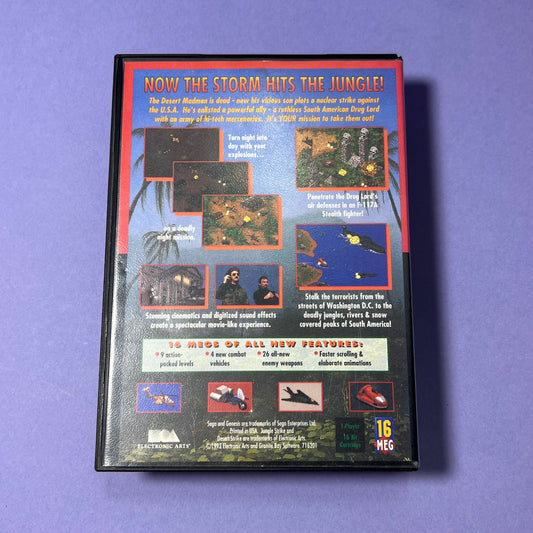 NOW THE STORM HITS THE JUNGLE!
The Desert Madman is dead - now his vicious son plots a nuclear strike against
the U.S.A. He's enlisted a powerful ally - a ruthless South American Drug Lord
with an army of hi-tech mercenaries. It's YOUR mission to take them out!
Turn night into
day with your
explosions...
on a deadly
night mission.
Penetrate the Drug Lord's
air defenses in an F-117A
Stealth fighter!
Stunning cinematics and digitized sound effects
create a spectacular movie-like experience.
Stalk the terrorists from the
streets of Washington D.C. to the
deadly jungles, rivers & snow
covered peaks of South America!
16 MEGS OF ALL NEW FEATURES:
• 9 action-
packed levels
• 4 new combat
vehicles
• 26 all-new
enemy weapons
• Faster scrolling &
elaborate animations
ELECTRONIC ARTS
Sega and Genesis are trademarks of Sega Enterprises Ltd.
Printed in USA. Jungle Strike and
Desert Strike are trademarks of Electronic Arts.
©1993 Electronic Arts and Granite Bay Software. 716201
1 Player
16 Bit
Cartridge
16
MEG